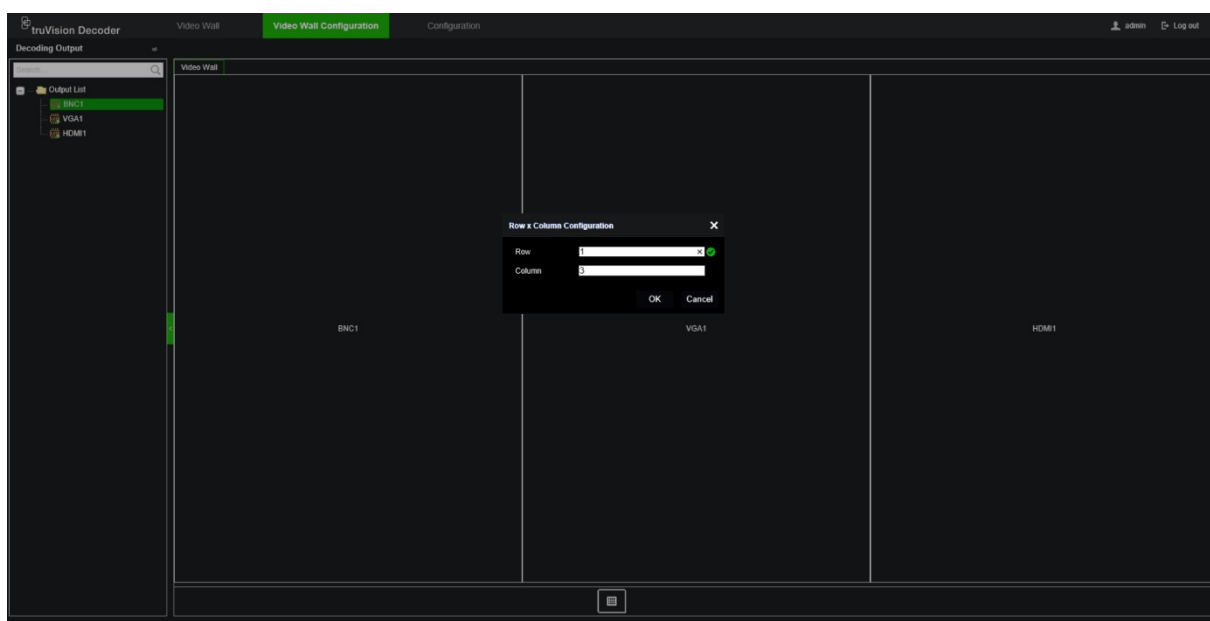 truVision Decoder
Video Wall
Video Wall Configuration
Configuration
admin
Log out
Decoding Output
Search...
Video Wall
Output List
BNC1
VGA1
HDMI1
Row x Column Configuration
Row
1
Column
3
OK
Cancel
BNC1
VGA1
HDMI1